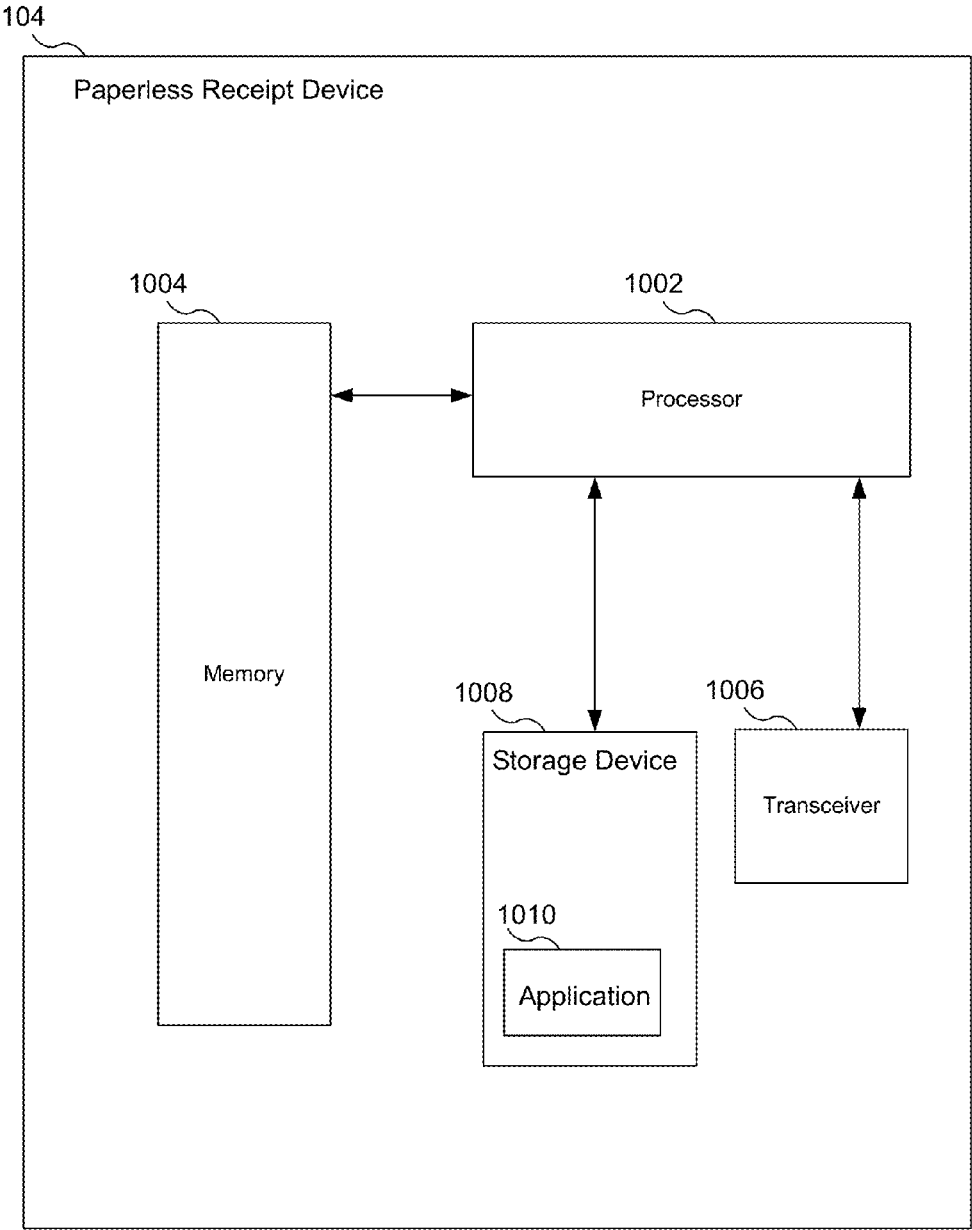 104
Paperless Receipt Device
1004
1002
Processor
Memory
1008
1006
Storage Device
Transceiver
1010
Application